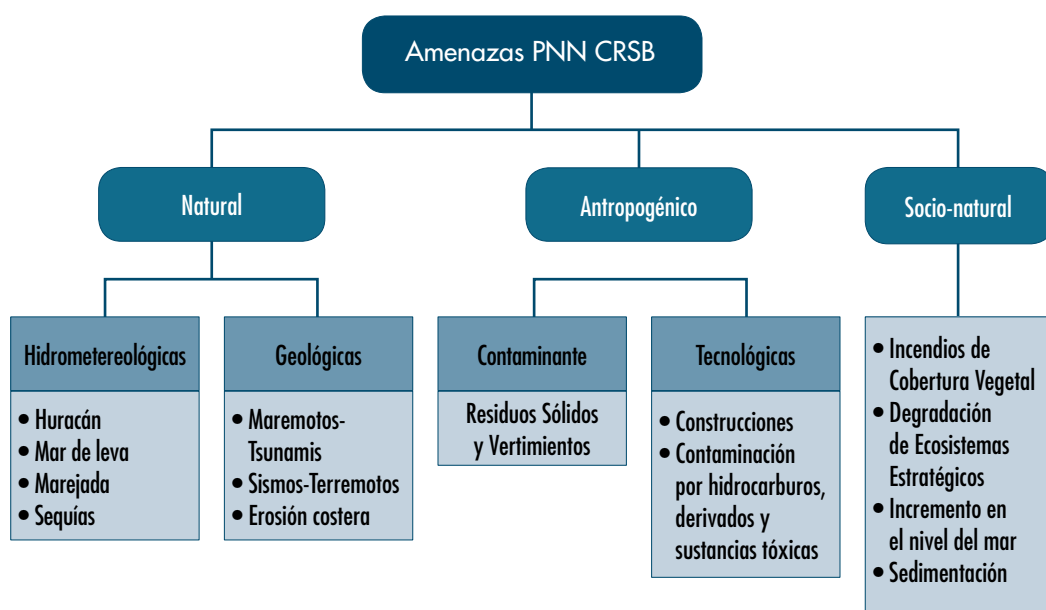 Amenazas PNN CRSB
Natural
Antropogénico
Socio-natural
Hidrometereológicas
• Huracán
• Mar de leva
• Marejada
• Sequías
Geológicas
• Maremotos-
Tsunamis
• Sismos-Terremotos
• Erosión costera
Contaminante
Residuos Sólidos
y Vertimientos
Tecnológicas
• Construcciones
• Contaminación
por hidrocarburos,
derivados y
sustancias tóxicas
• Incendios de
Cobertura Vegetal
• Degradación
de Ecosistemas
Estratégicos
• Incremento en
el nivel del mar
• Sedimentación